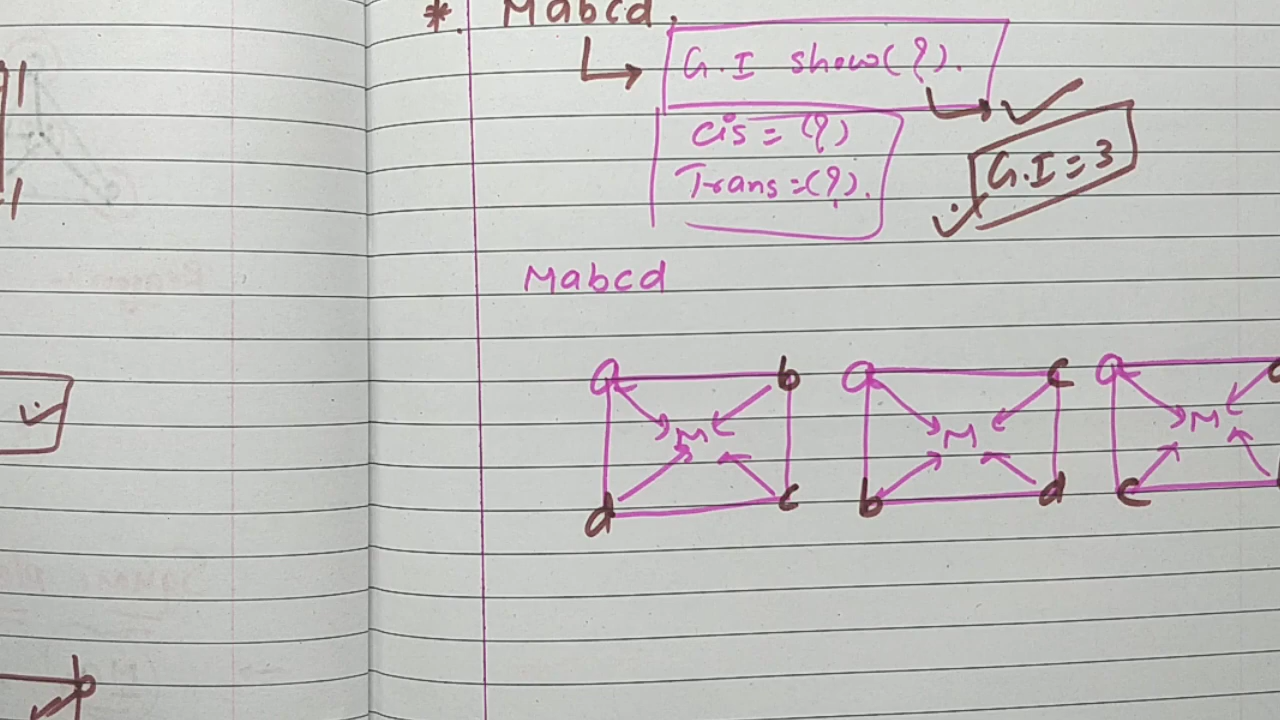 *. Mabcd.
G.I show(?).
cis = (?)
Trans = (?).
G.I = 3
Mabcd
a b a c a
M M M
d c b d c